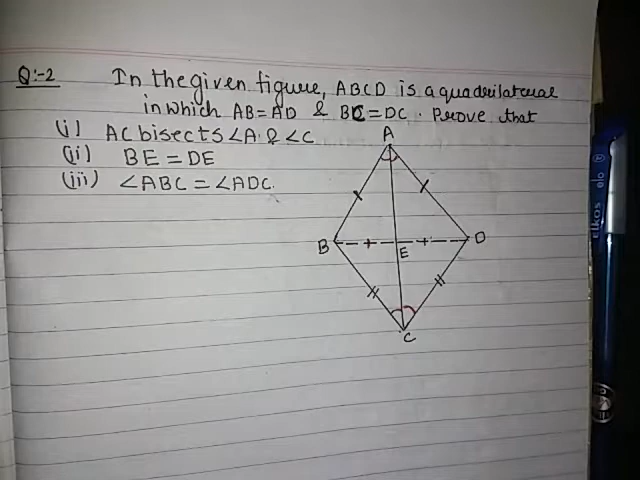 Q:-2 In the given figure, ABCD is a quadrilateral
in which AB = AD & BC = DC. Prove that
(i) AC bisects ∠A & ∠C
(ii) BE = DE
(iii) ∠ABC = ∠ADC.
A
B
D
E
C
elkos